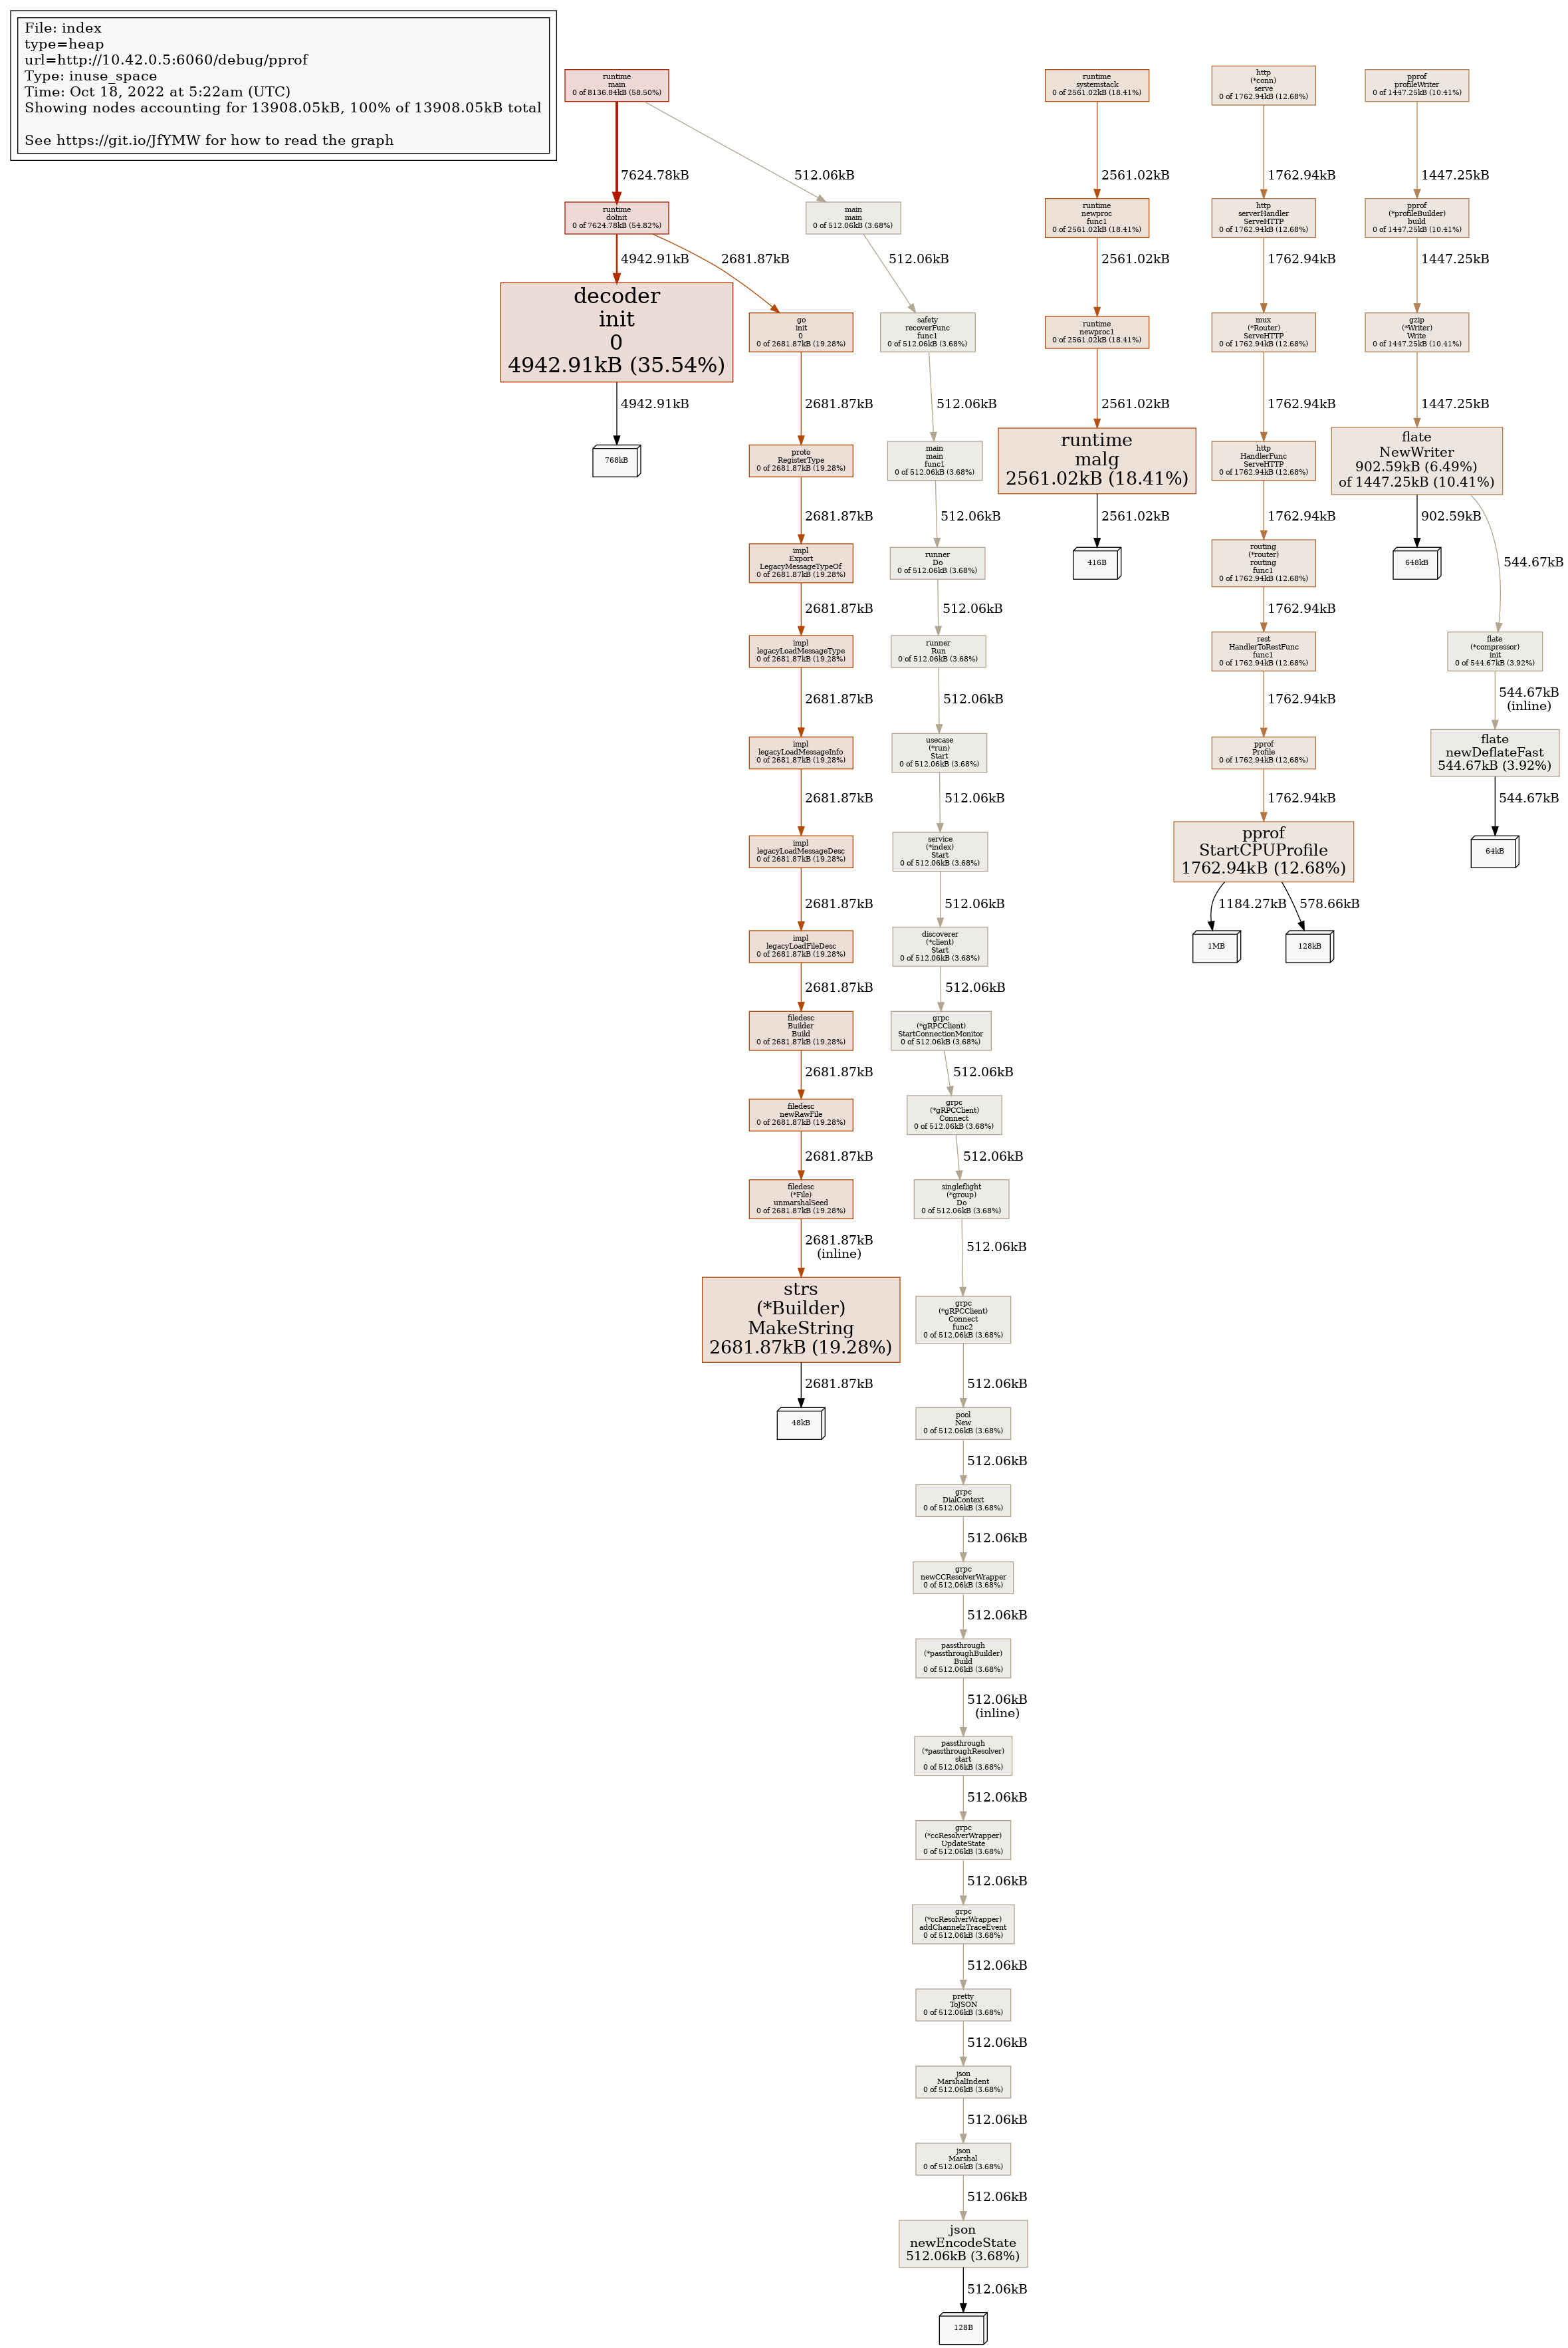 File: index
type=heap
url=http://10.42.0.5:6060/debug/pprof
Type: inuse_space
Time: Oct 18, 2022 at 5:22am (UTC)
Showing nodes accounting for 13908.05kB, 100% of 13908.05kB total
See https://git.io/JfYMW for how to read the graph
runtime
main
0 of 8136.84kB (58.50%)
7624.78kB
512.06kB
runtime
doInit
0 of 7624.78kB (54.82%)
4942.91kB
2681.87kB
decoder
init
0
4942.91kB (35.54%)
4942.91kB
768kB
go
init
0
0 of 2681.87kB (19.28%)
2681.87kB
proto
RegisterType
0 of 2681.87kB (19.28%)
2681.87kB
impl
Export
LegacyMessageTypeOf
0 of 2681.87kB (19.28%)
2681.87kB
impl
legacyLoadMessageType
0 of 2681.87kB (19.28%)
2681.87kB
impl
legacyLoadMessageInfo
0 of 2681.87kB (19.28%)
2681.87kB
impl
legacyLoadMessageDesc
0 of 2681.87kB (19.28%)
2681.87kB
impl
legacyLoadFileDesc
0 of 2681.87kB (19.28%)
2681.87kB
filedesc
Builder
Build
0 of 2681.87kB (19.28%)
2681.87kB
filedesc
newRawFile
0 of 2681.87kB (19.28%)
2681.87kB
filedesc
(*File)
unmarshalSeed
0 of 2681.87kB (19.28%)
2681.87kB
(inline)
strs
(*Builder)
MakeString
2681.87kB (19.28%)
2681.87kB
48kB
main
main
0 of 512.06kB (3.68%)
512.06kB
safety
recoverFunc
func1
0 of 512.06kB (3.68%)
512.06kB
main
main
func1
0 of 512.06kB (3.68%)
512.06kB
runner
Do
0 of 512.06kB (3.68%)
512.06kB
runner
Run
0 of 512.06kB (3.68%)
512.06kB
usecase
(*run)
Start
0 of 512.06kB (3.68%)
512.06kB
service
(*index)
Start
0 of 512.06kB (3.68%)
512.06kB
discoverer
(*client)
Start
0 of 512.06kB (3.68%)
512.06kB
grpc
(*gRPCClient)
StartConnectionMonitor
0 of 512.06kB (3.68%)
512.06kB
grpc
(*gRPCClient)
Connect
0 of 512.06kB (3.68%)
512.06kB
singleflight
(*group)
Do
0 of 512.06kB (3.68%)
512.06kB
grpc
(*gRPCClient)
Connect
func2
0 of 512.06kB (3.68%)
512.06kB
pool
New
0 of 512.06kB (3.68%)
512.06kB
grpc
DialContext
0 of 512.06kB (3.68%)
512.06kB
grpc
newCCResolverWrapper
0 of 512.06kB (3.68%)
512.06kB
passthrough
(*passthroughBuilder)
Build
0 of 512.06kB (3.68%)
512.06kB
(inline)
passthrough
(*passthroughResolver)
start
0 of 512.06kB (3.68%)
512.06kB
grpc
(*ccResolverWrapper)
UpdateState
0 of 512.06kB (3.68%)
512.06kB
grpc
(*ccResolverWrapper)
addChannelzTraceEvent
0 of 512.06kB (3.68%)
512.06kB
pretty
ToJSON
0 of 512.06kB (3.68%)
512.06kB
json
MarshalIndent
0 of 512.06kB (3.68%)
512.06kB
json
Marshal
0 of 512.06kB (3.68%)
512.06kB
json
newEncodeState
512.06kB (3.68%)
512.06kB
128B
runtime
systemstack
0 of 2561.02kB (18.41%)
2561.02kB
runtime
newproc
func1
0 of 2561.02kB (18.41%)
2561.02kB
runtime
newproc1
0 of 2561.02kB (18.41%)
2561.02kB
runtime
malg
2561.02kB (18.41%)
2561.02kB
416B
http
(*conn)
serve
0 of 1762.94kB (12.68%)
1762.94kB
http
serverHandler
ServeHTTP
0 of 1762.94kB (12.68%)
1762.94kB
mux
(*Router)
ServeHTTP
0 of 1762.94kB (12.68%)
1762.94kB
http
HandlerFunc
ServeHTTP
0 of 1762.94kB (12.68%)
1762.94kB
routing
(*router)
routing
func1
0 of 1762.94kB (12.68%)
1762.94kB
rest
HandlerToRestFunc
func1
0 of 1762.94kB (12.68%)
1762.94kB
pprof
Profile
0 of 1762.94kB (12.68%)
1762.94kB
pprof
StartCPUProfile
1762.94kB (12.68%)
1184.27kB
578.66kB
1MB
128kB
pprof
profileWriter
0 of 1447.25kB (10.41%)
1447.25kB
pprof
(*profileBuilder)
build
0 of 1447.25kB (10.41%)
1447.25kB
gzip
(*Writer)
Write
0 of 1447.25kB (10.41%)
1447.25kB
flate
NewWriter
902.59kB (6.49%)
of 1447.25kB (10.41%)
902.59kB
544.67kB
648kB
flate
(*compressor)
init
0 of 544.67kB (3.92%)
544.67kB
(inline)
flate
newDeflateFast
544.67kB (3.92%)
544.67kB
64kB